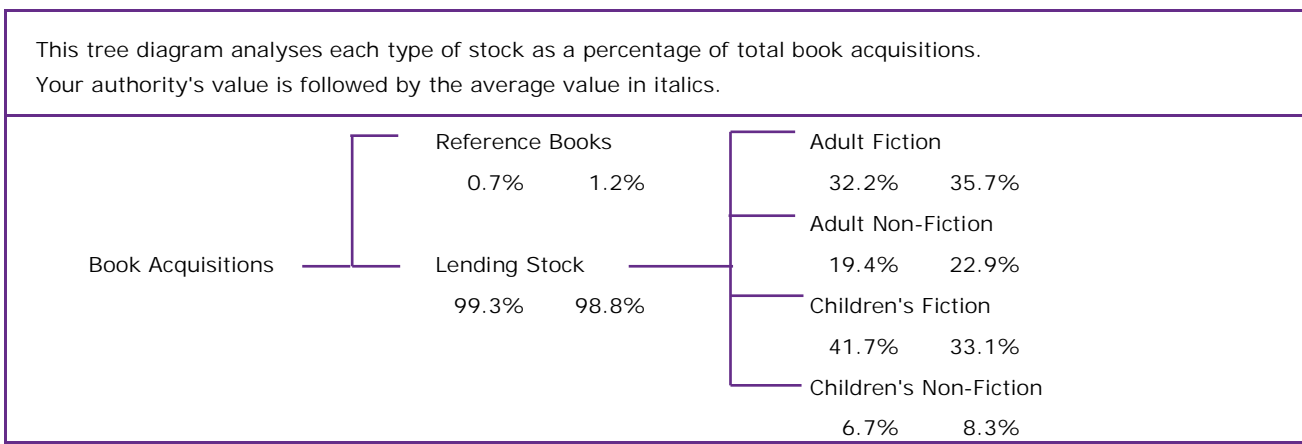 This tree diagram analyses each type of stock as a percentage of total book acquisitions.
Your authority's value is followed by the average value in italics.
Book Acquisitions
Reference Books
0.7% 1.2%
Lending Stock
99.3% 98.8%
Adult Fiction
32.2% 35.7%
Adult Non-Fiction
19.4% 22.9%
Children's Fiction
41.7% 33.1%
Children's Non-Fiction
6.7% 8.3%